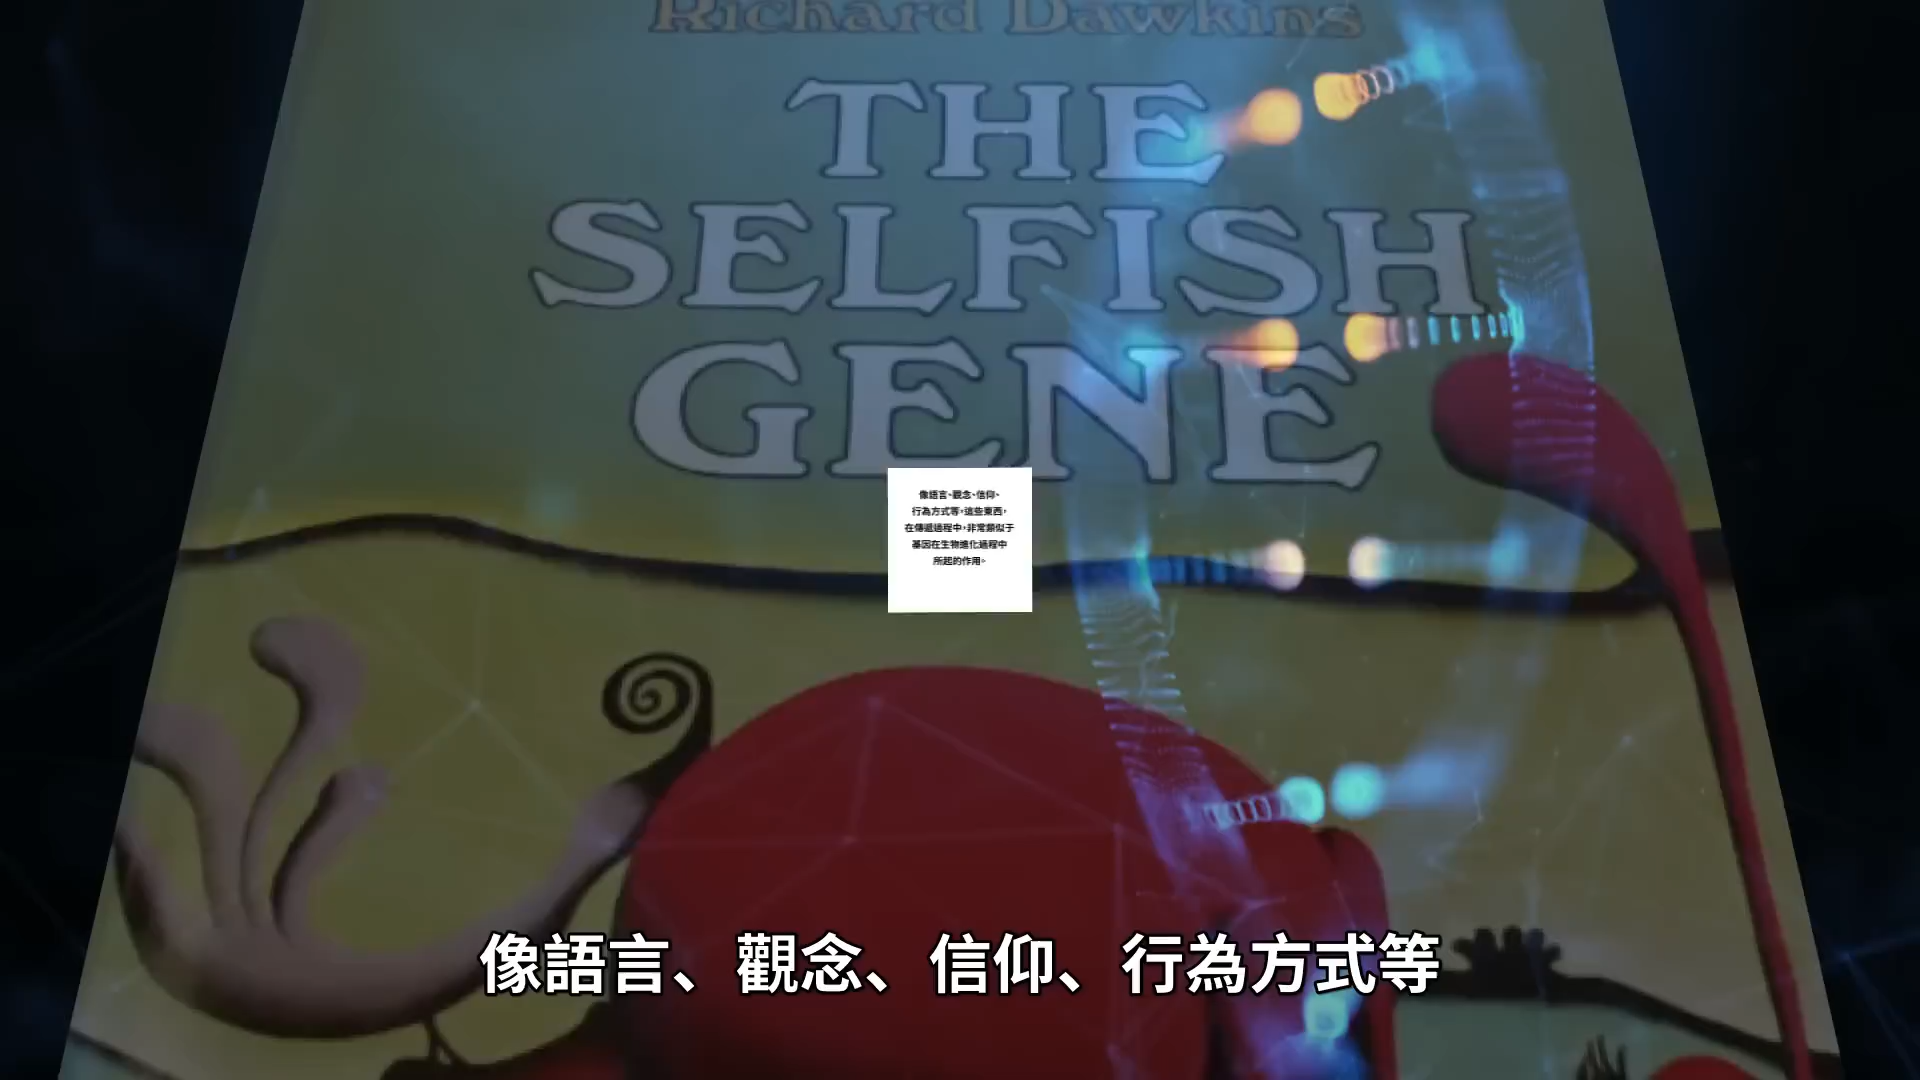 Richard Dawkins
THE
SELFISH
GENE
像語言、觀念、信仰、
行為方式等，這些東西，
在傳遞過程中，非常類似于
基因在生物進化過程中
所起的作用。
像語言、觀念、信仰、行為方式等